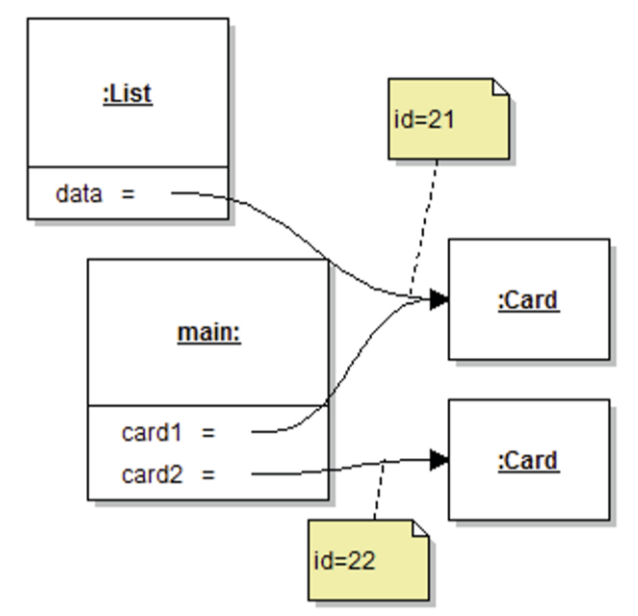 :List
data =
id=21
main:
card1 =
card2 =
:Card
:Card
id=22